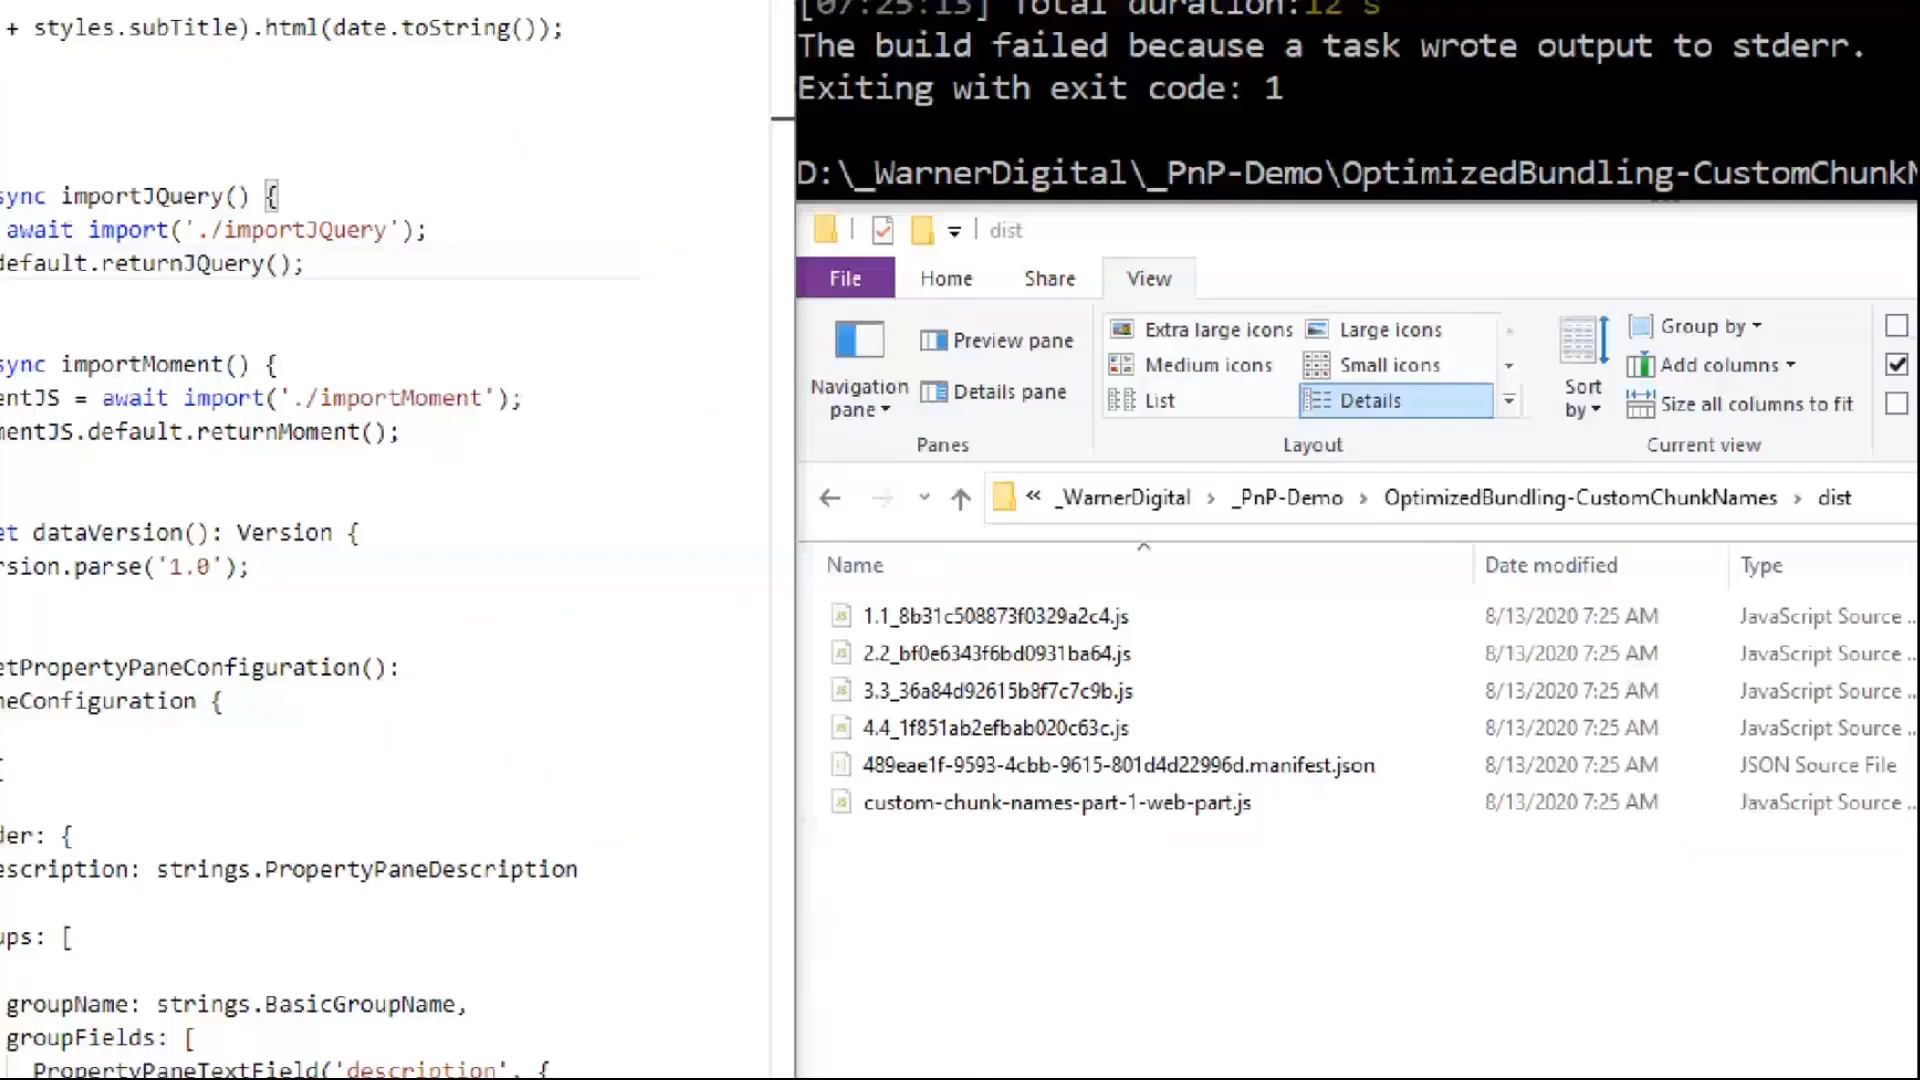 + styles.subTitle).html(date.toString());
sync importJQuery() {
await import('./importJQuery');
default.returnJQuery();
sync importMoment() {
entJS = await import('./importMoment');
mentJS.default.returnMoment();
et dataVersion(): Version {
rsion.parse('1.0');
etPropertyPaneConfiguration():
neConfiguration {
[
der: {
escription: strings.PropertyPaneDescription
ups: [
groupName: strings.BasicGroupName,
groupFields: [
PropertyPaneTextField('description', {
[07:25:15] Total duration:12 s
The build failed because a task wrote output to stderr.
Exiting with exit code: 1
D:\_WarnerDigital\_PnP-Demo\OptimizedBundling-CustomChunkN
dist
File Home Share View
Navigation pane
Preview pane
Details pane
Panes
Extra large icons Large icons
Medium icons Small icons
List Details
Layout
Sort by
Group by
Add columns
Size all columns to fit
Current view
« _WarnerDigital › _PnP-Demo › OptimizedBundling-CustomChunkNames › dist
Name Date modified Type
1.1_8b31c508873f0329a2c4.js 8/13/2020 7:25 AM JavaScript Source ...
2.2_bf0e6343f6bd0931ba64.js 8/13/2020 7:25 AM JavaScript Source ...
3.3_36a84d92615b8f7c7c9b.js 8/13/2020 7:25 AM JavaScript Source ...
4.4_1f851ab2efbab020c63c.js 8/13/2020 7:25 AM JavaScript Source ...
489eae1f-9593-4cbb-9615-801d4d22996d.manifest.json 8/13/2020 7:25 AM JSON Source File
custom-chunk-names-part-1-web-part.js 8/13/2020 7:25 AM JavaScript Source ...